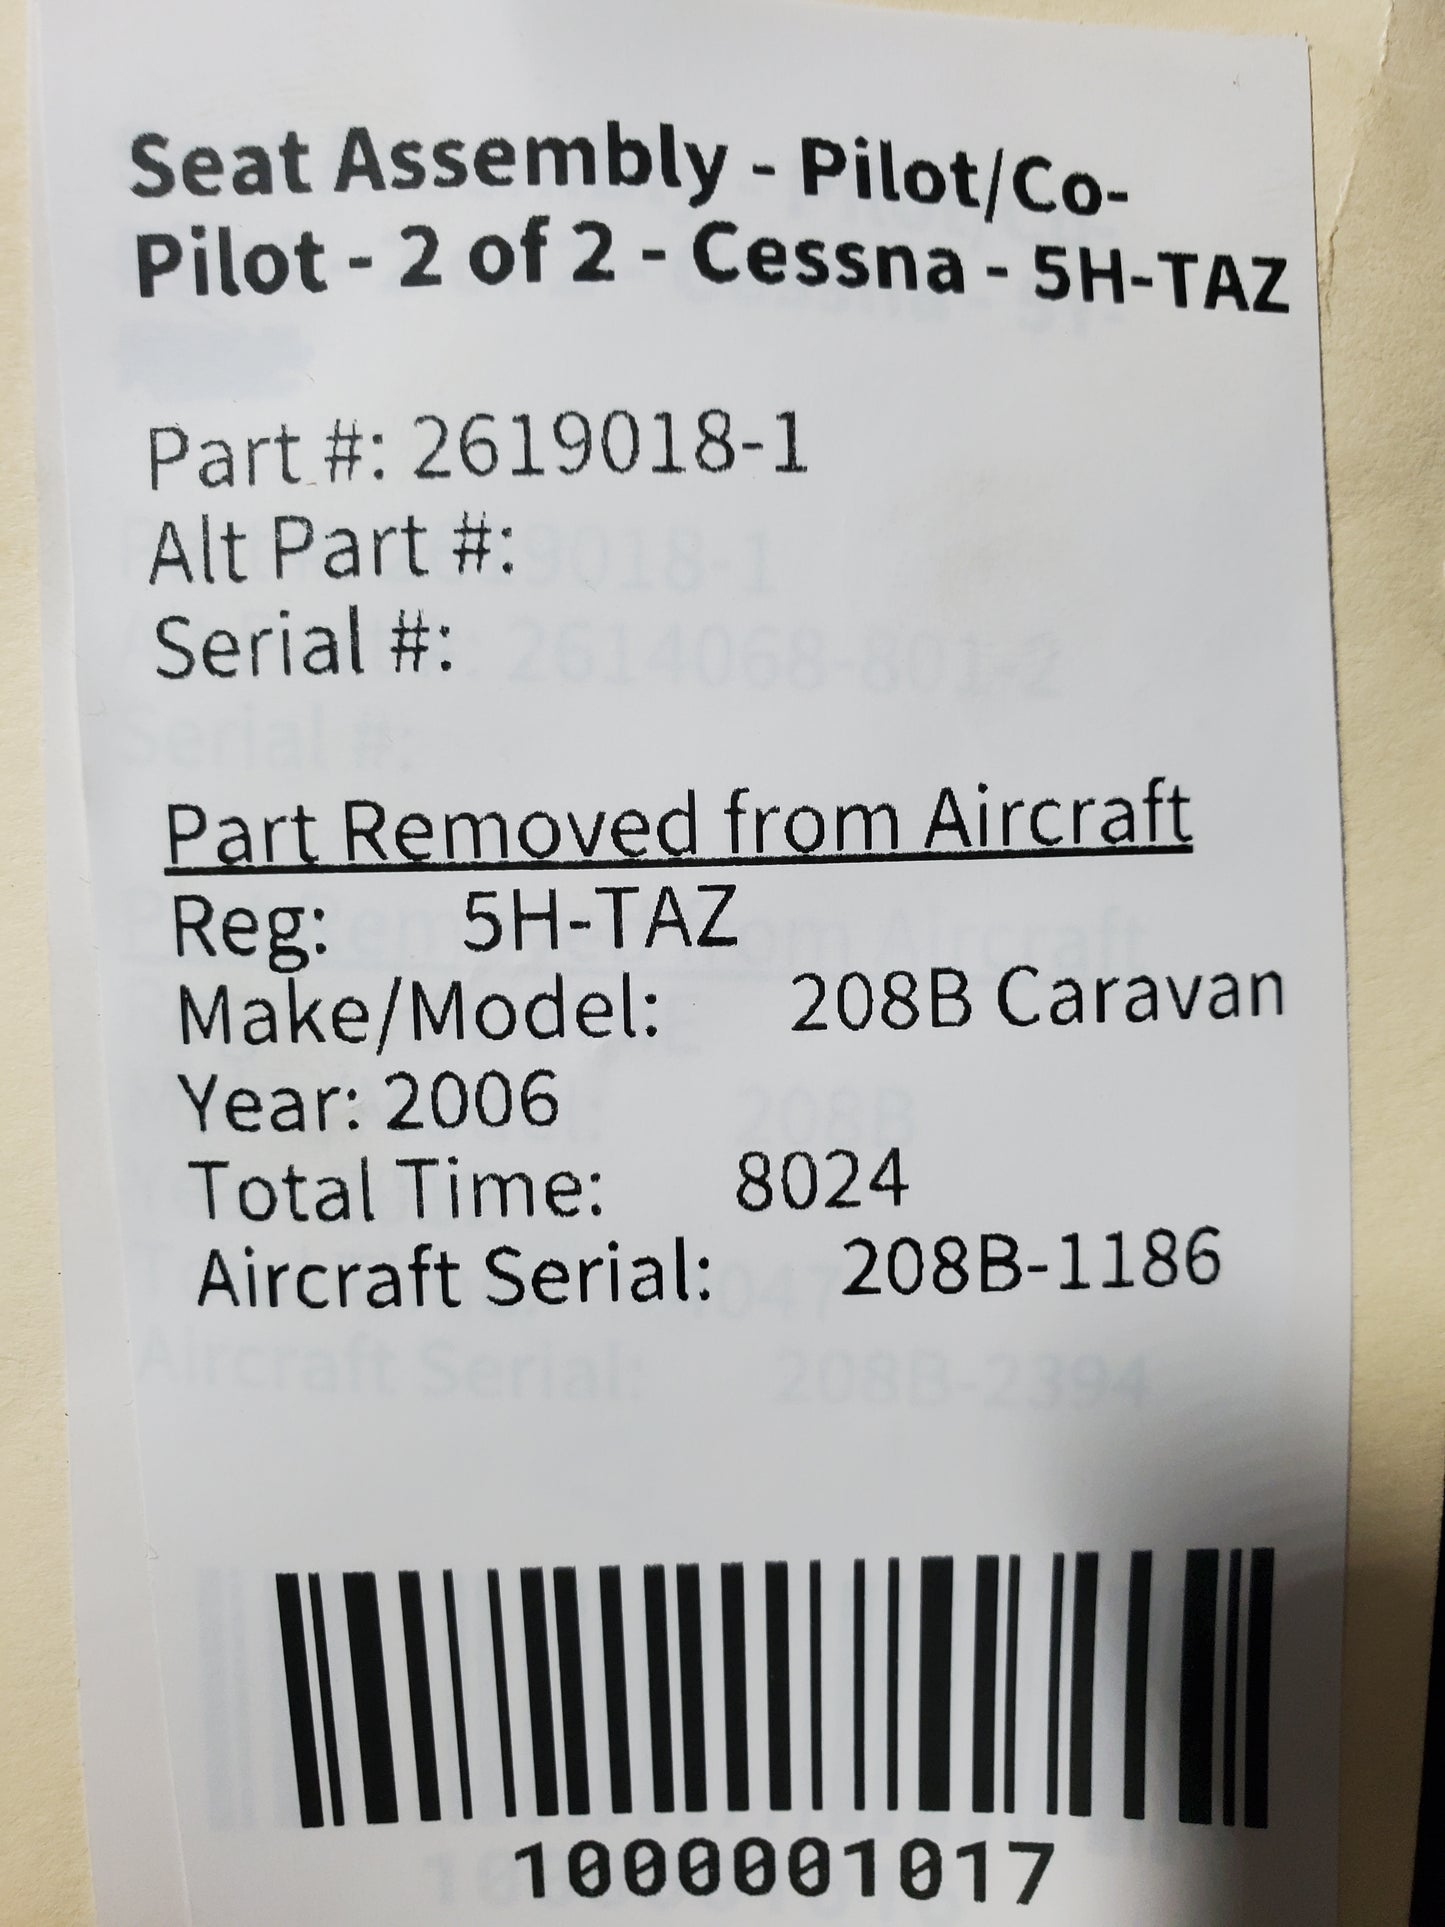 Seat Assembly - Pilot/Co-
Pilot - 2 of 2 - Cessna - 5H-TAZ
Part #: 2619018-1
Alt Part #:
Serial #:
Part Removed from Aircraft
Reg: 5H-TAZ
Make/Model: 208B Caravan
Year: 2006
Total Time: 8024
Aircraft Serial: 208B-1186
1000001017